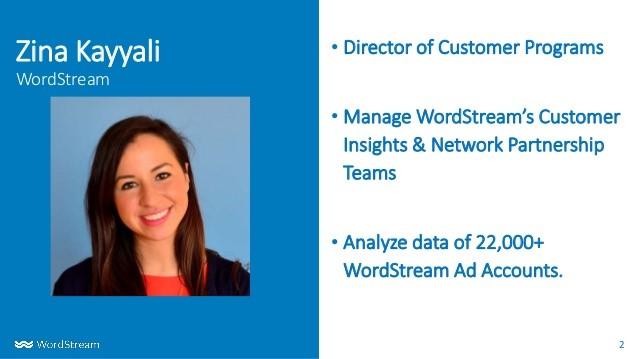 Zina Kayyali
WordStream
• Director of Customer Programs
• Manage WordStream’s Customer
Insights & Network Partnership
Teams
• Analyze data of 22,000+
WordStream Ad Accounts.
WordStream
2